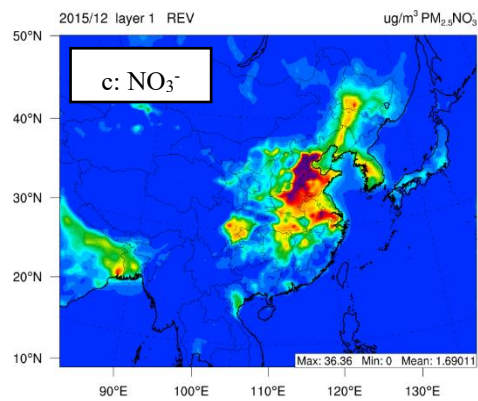 2015/12 layer 1 REV ug/m³ PM₂.₅NO₃⁻
50°N
c: NO₃⁻
40°N
30°N
20°N
10°N
Max: 36.36 Min: 0 Mean: 1.69011
90°E 100°E 110°E 120°E 130°E